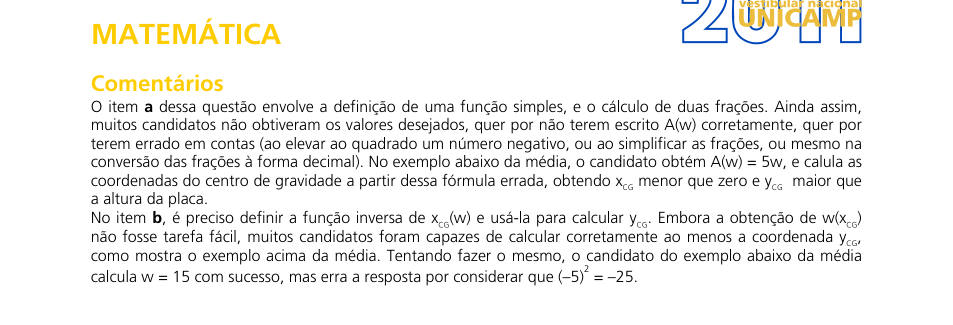 vestibular nacional
2011
UNICAMP
MATEMÁTICA
Comentários
O item a dessa questão envolve a definição de uma função simples, e o cálculo de duas frações. Ainda assim,
muitos candidatos não obtiveram os valores desejados, quer por não terem escrito A(w) corretamente, quer por
terem errado em contas (ao elevar ao quadrado um número negativo, ou ao simplificar as frações, ou mesmo na
conversão das frações à forma decimal). No exemplo abaixo da média, o candidato obtém A(w) = 5w, e calula as
coordenadas do centro de gravidade a partir dessa fórmula errada, obtendo xCG menor que zero e yCG maior que
a altura da placa.
No item b, é preciso definir a função inversa de xCG(w) e usá-la para calcular yCG. Embora a obtenção de w(xCG)
não fosse tarefa fácil, muitos candidatos foram capazes de calcular corretamente ao menos a coordenada yCG,
como mostra o exemplo acima da média. Tentando fazer o mesmo, o candidato do exemplo abaixo da média
calcula w = 15 com sucesso, mas erra a resposta por considerar que (–5)² = –25.